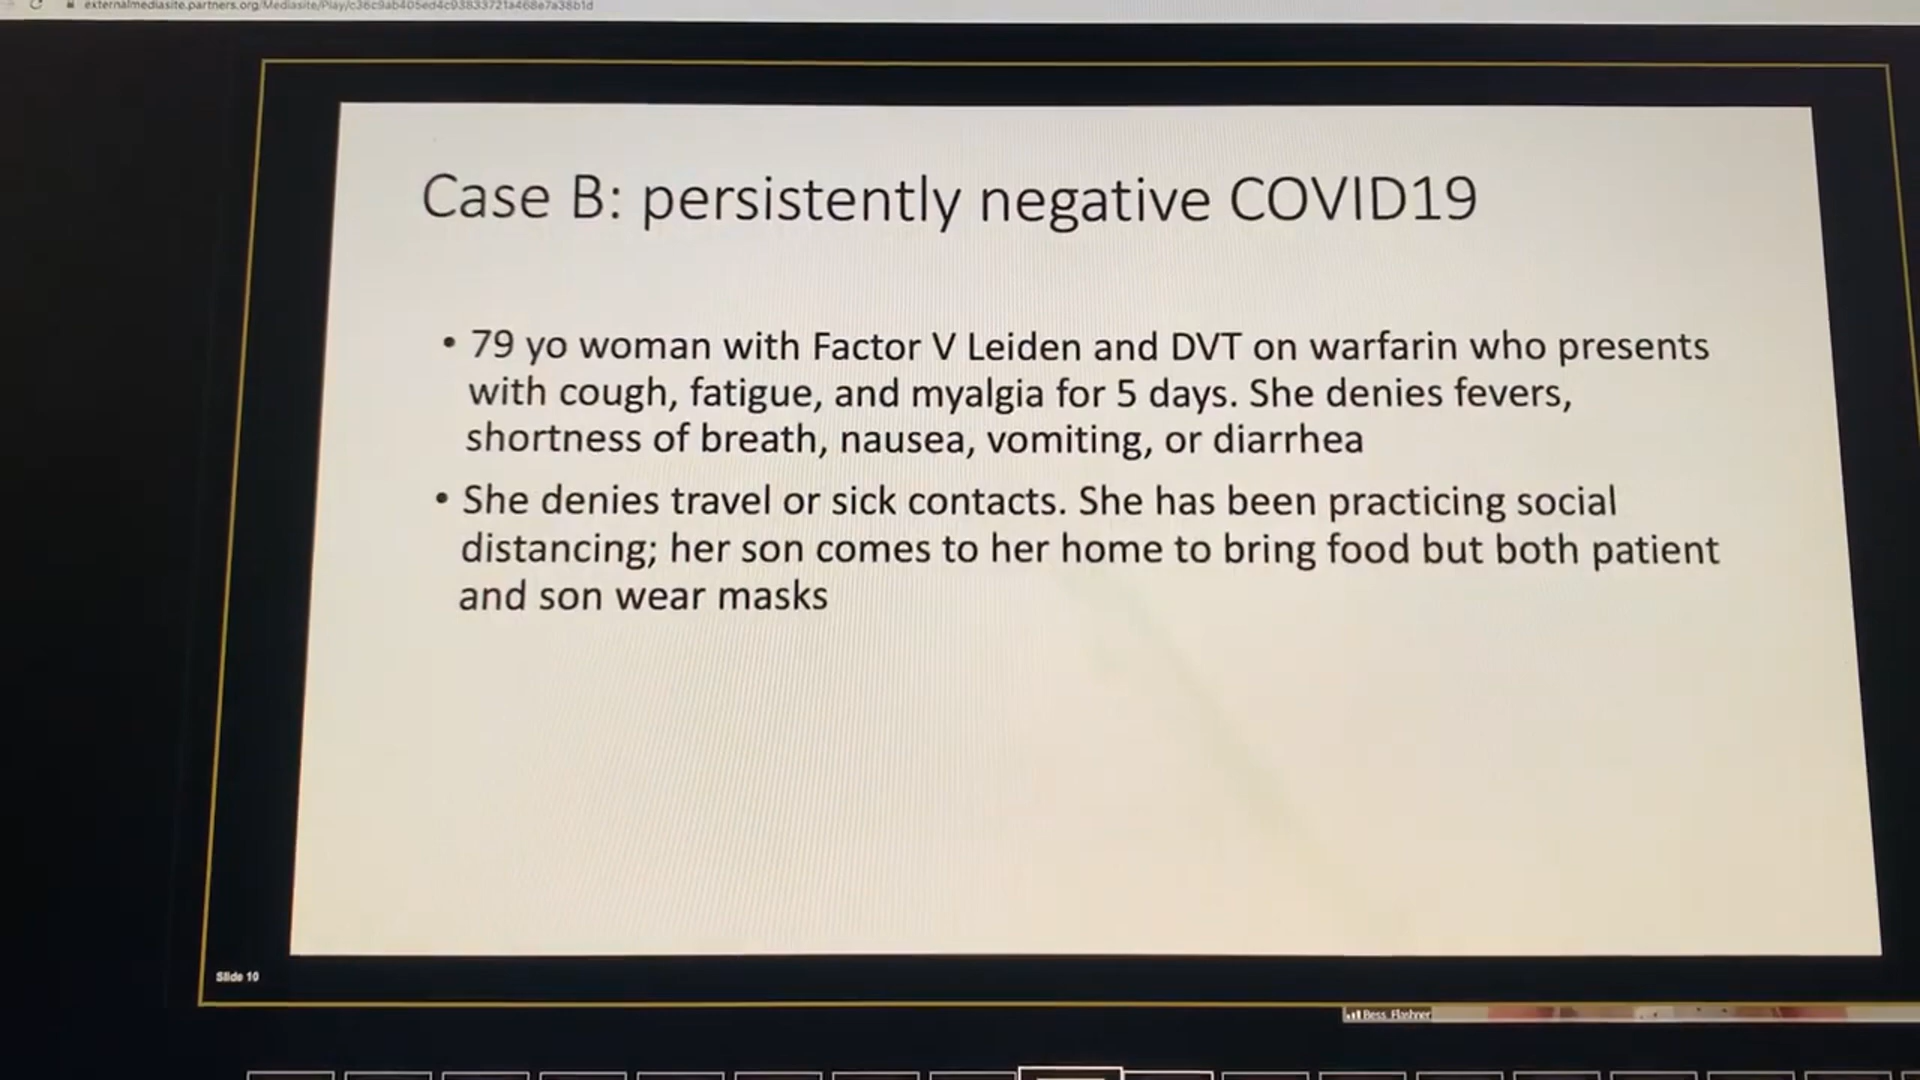 externalmediasite.partners.org/Mediasite/Play/c36c9ab405ed4c93833721a468e7a38b1d
Case B: persistently negative COVID19
• 79 yo woman with Factor V Leiden and DVT on warfarin who presents
with cough, fatigue, and myalgia for 5 days. She denies fevers,
shortness of breath, nausea, vomiting, or diarrhea
• She denies travel or sick contacts. She has been practicing social
distancing; her son comes to her home to bring food but both patient
and son wear masks
Slide 10
Bess Flashner